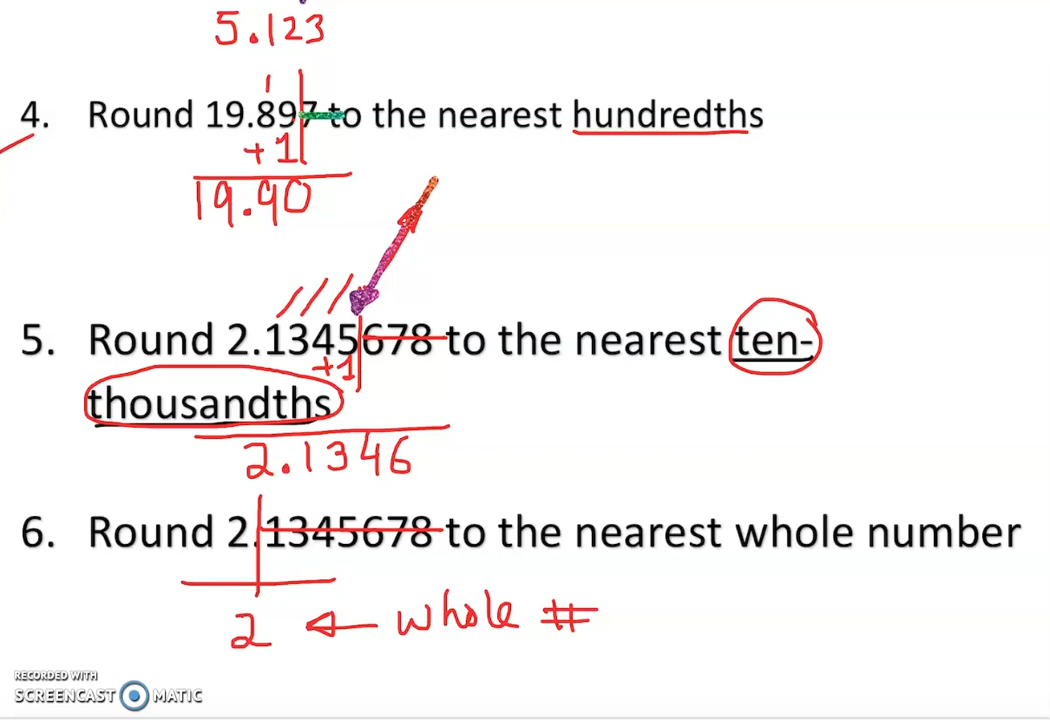 5.123
1
4. Round 19.897 to the nearest hundredths
+1
19.90
5. Round 2.1345678 to the nearest ten-
+1
thousandths
2.1346
6. Round 2.1345678 to the nearest whole number
2 ← whole #
RECORDED WITH
SCREENCAST MATIC